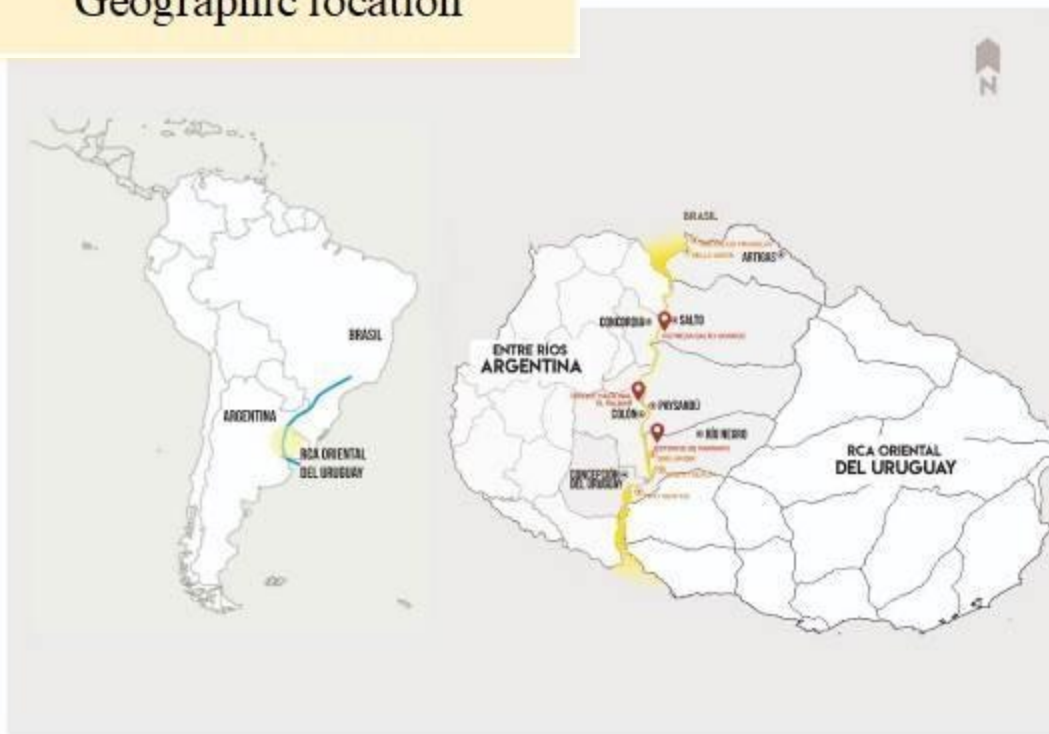 Geographic location
N
BRASIL
ARGENTINA
RCA ORIENTAL
DEL URUGUAY
BRASIL
ARTIGAS
CONCORDIA
SALTO
ENTRE RÍOS
ARGENTINA
PAYSANDÚ
COLÓN
RÍO NEGRO
CONCEPCIÓN
DEL URUGUAY
RCA ORIENTAL
DEL URUGUAY